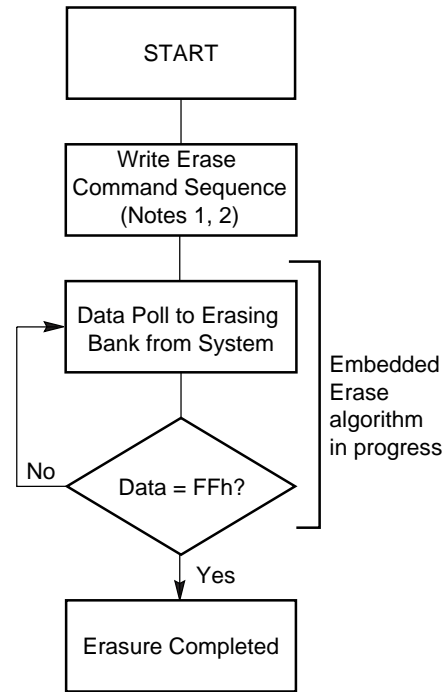 START
Write Erase
Command Sequence
(Notes 1, 2)
Data Poll to Erasing
Bank from System
Embedded
Erase
algorithm
in progress
No
Data = FFh?
Yes
Erasure Completed